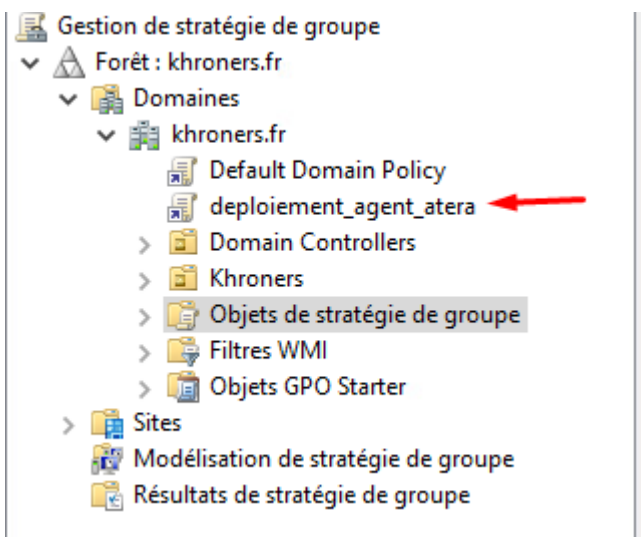 Gestion de stratégie de groupe
Forêt : khroners.fr
Domaines
khroners.fr
Default Domain Policy
deploiement_agent_atera
Domain Controllers
Khroners
Objets de stratégie de groupe
Filtres WMI
Objets GPO Starter
Sites
Modélisation de stratégie de groupe
Résultats de stratégie de groupe